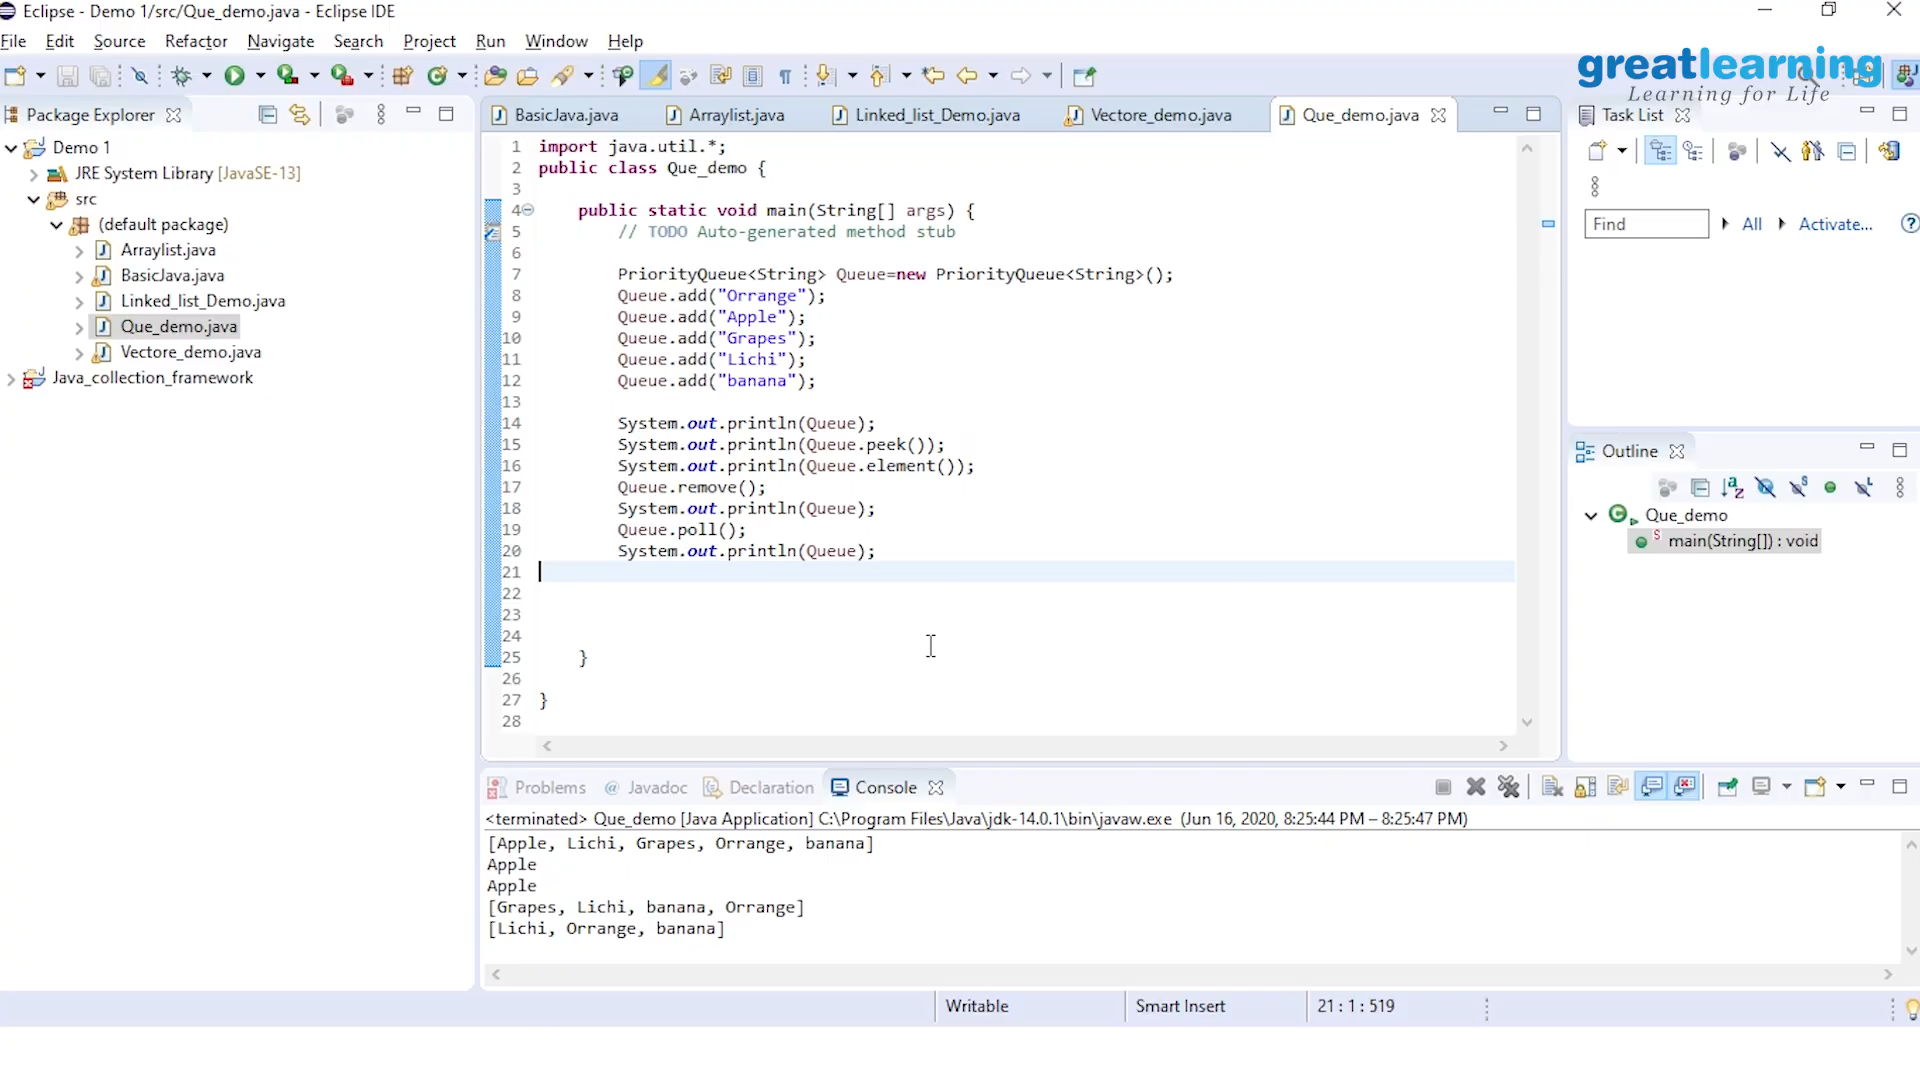 Eclipse - Demo 1/src/Que_demo.java - Eclipse IDE
File Edit Source Refactor Navigate Search Project Run Window Help
greatlearning
Learning for Life
Package Explorer
BasicJava.java
Arraylist.java
Linked_list_Demo.java
Vectore_demo.java
Que_demo.java
Task List
Demo 1
JRE System Library [JavaSE-13]
src
(default package)
Arraylist.java
BasicJava.java
Linked_list_Demo.java
Que_demo.java
Vectore_demo.java
Java_collection_framework
1 import java.util.*;
2 public class Que_demo {
3
4 public static void main(String[] args) {
5 // TODO Auto-generated method stub
6
7 PriorityQueue<String> Queue=new PriorityQueue<String>();
8 Queue.add("Orrange");
9 Queue.add("Apple");
10 Queue.add("Grapes");
11 Queue.add("Lichi");
12 Queue.add("banana");
13
14 System.out.println(Queue);
15 System.out.println(Queue.peek());
16 System.out.println(Queue.element());
17 Queue.remove();
18 System.out.println(Queue);
19 Queue.poll();
20 System.out.println(Queue);
21
22
23
24
25 }
26
27 }
28
Find All Activate...
Outline
Que_demo
main(String[]) : void
Problems @ Javadoc Declaration Console
<terminated> Que_demo [Java Application] C:\Program Files\Java\jdk-14.0.1\bin\javaw.exe (Jun 16, 2020, 8:25:44 PM – 8:25:47 PM)
[Apple, Lichi, Grapes, Orrange, banana]
Apple
Apple
[Grapes, Lichi, banana, Orrange]
[Lichi, Orrange, banana]
Writable Smart Insert 21 : 1 : 519